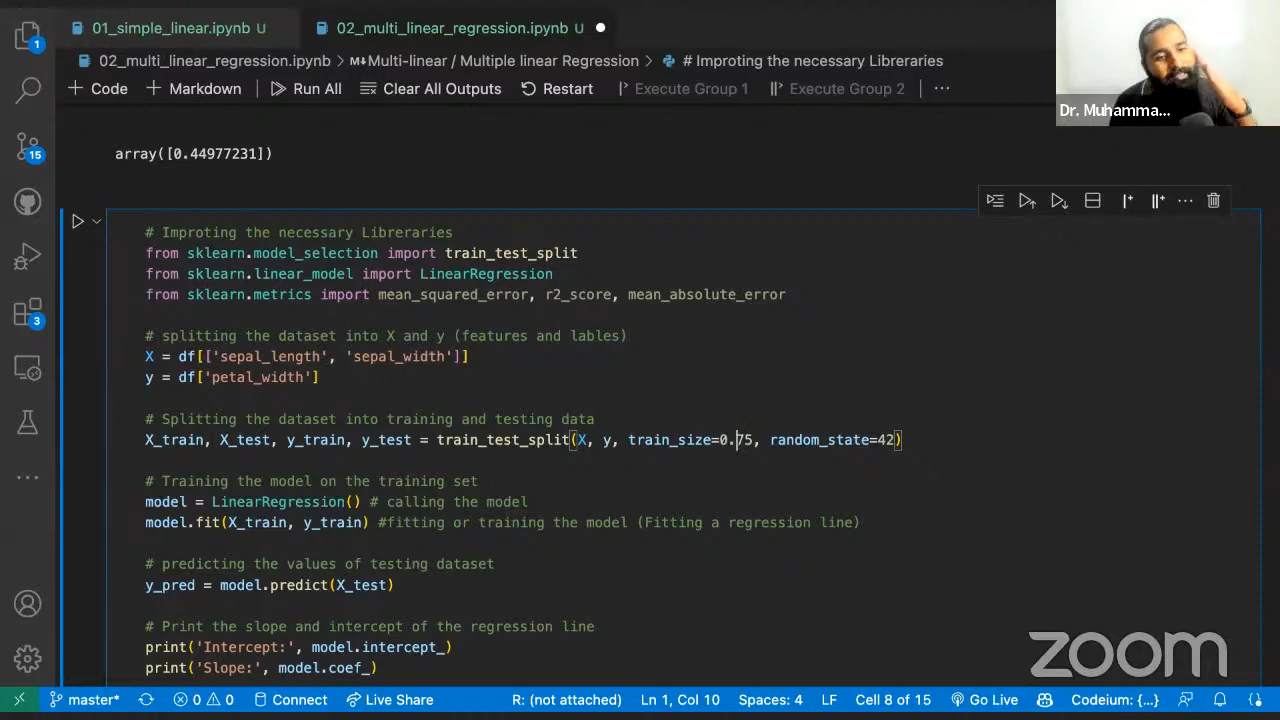 01_simple_linear.ipynb U
02_multi_linear_regression.ipynb U
02_multi_linear_regression.ipynb > M↓Multi-linear / Multiple linear Regression > # Improting the necessary Libreraries
+ Code + Markdown Run All Clear All Outputs Restart Execute Group 1 Execute Group 2 ...
Dr. Muhamma...
array([0.44977231])
# Improting the necessary Libreraries
from sklearn.model_selection import train_test_split
from sklearn.linear_model import LinearRegression
from sklearn.metrics import mean_squared_error, r2_score, mean_absolute_error
# splitting the dataset into X and y (features and lables)
X = df[['sepal_length', 'sepal_width']]
y = df['petal_width']
# Splitting the dataset into training and testing data
X_train, X_test, y_train, y_test = train_test_split(X, y, train_size=0.75, random_state=42)
# Training the model on the training set
model = LinearRegression() # calling the model
model.fit(X_train, y_train) #fitting or training the model (Fitting a regression line)
# predicting the values of testing dataset
y_pred = model.predict(X_test)
# Print the slope and intercept of the regression line
print('Intercept:', model.intercept_)
print('Slope:', model.coef_)
1
15
3
zoom
master* 0 0 Connect Live Share R: (not attached) Ln 1, Col 10 Spaces: 4 LF Cell 8 of 15 Go Live Codeium: {...}